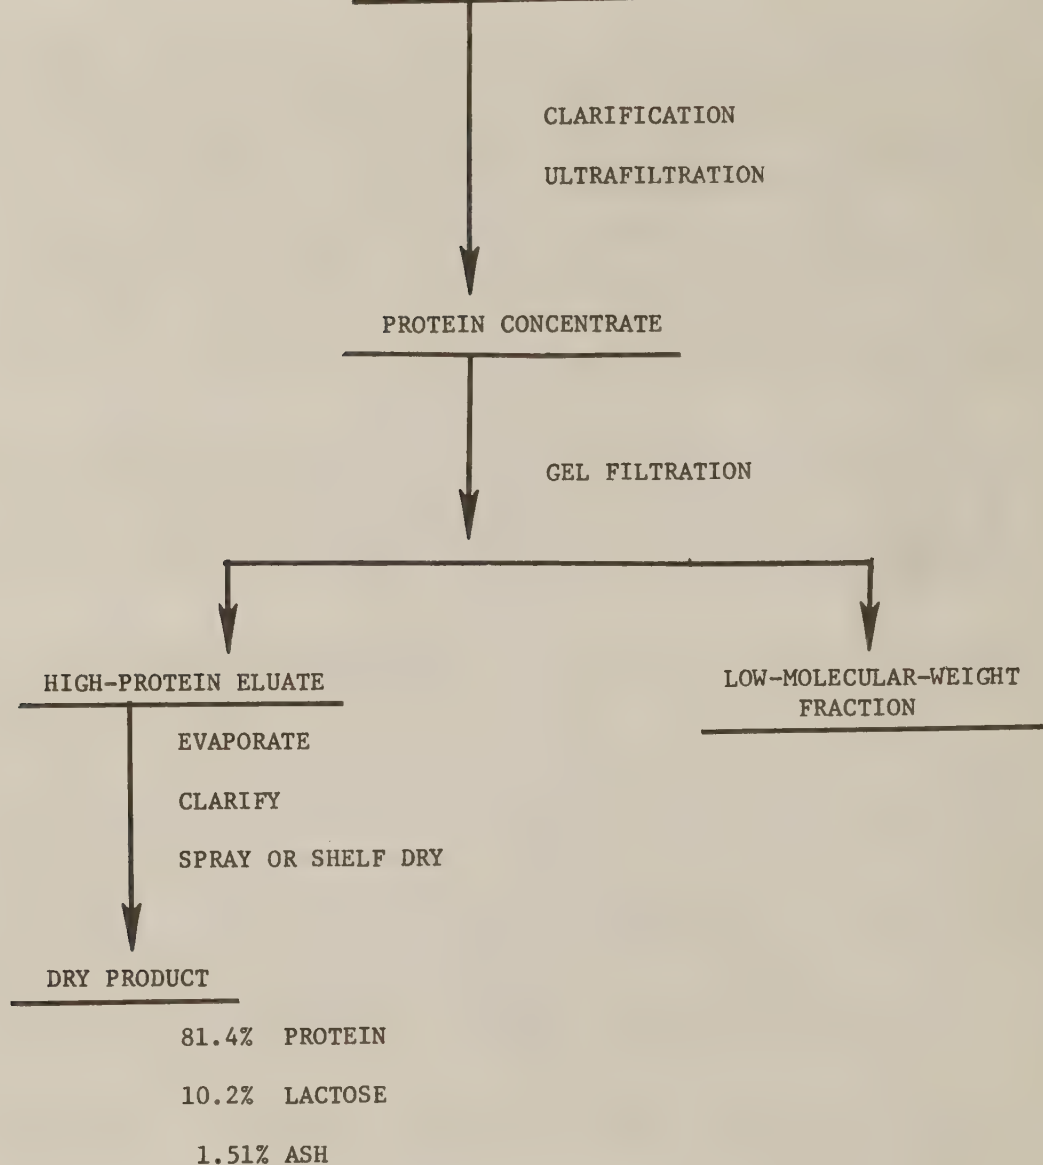 CLARIFICATION
ULTRAFILTRATION
PROTEIN CONCENTRATE
GEL FILTRATION
HIGH-PROTEIN ELUATE
EVAPORATE
CLARIFY
SPRAY OR SHELF DRY
DRY PRODUCT
81.4% PROTEIN
10.2% LACTOSE
1.51% ASH
LOW-MOLECULAR-WEIGHT
FRACTION